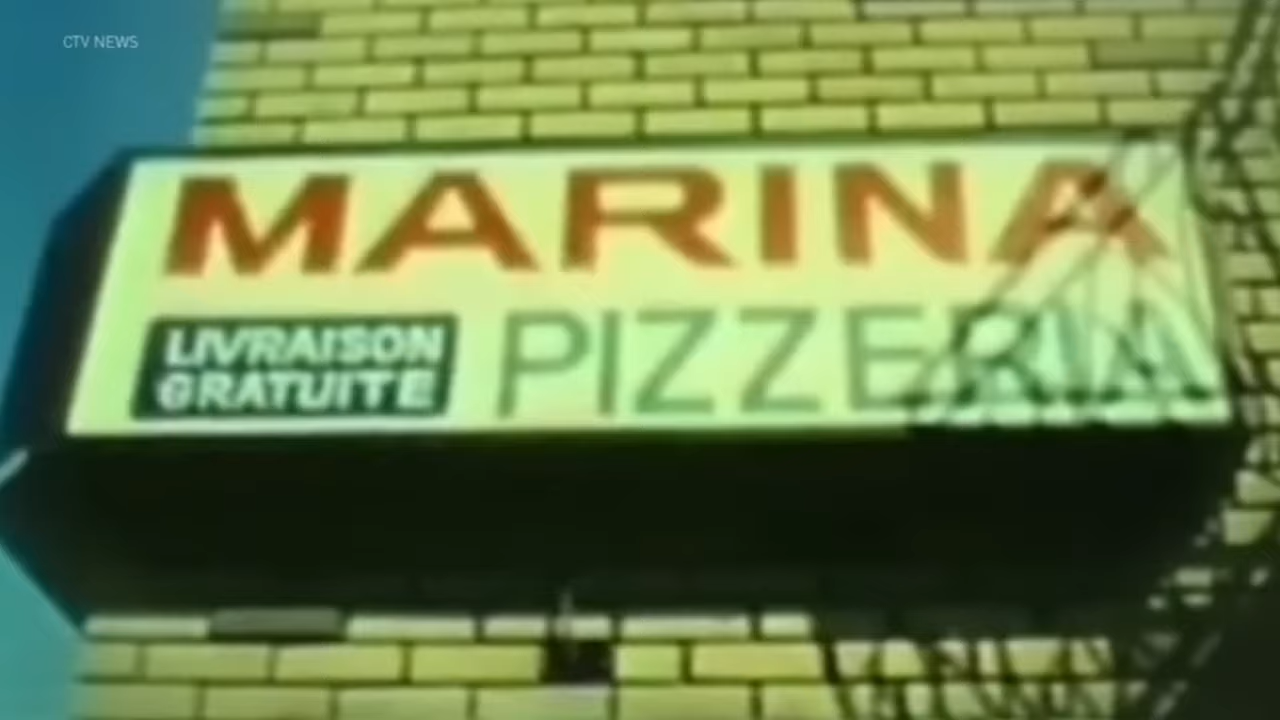 CTV NEWS
MARINA
LIVRAISON
GRATUITE
PIZZERIA